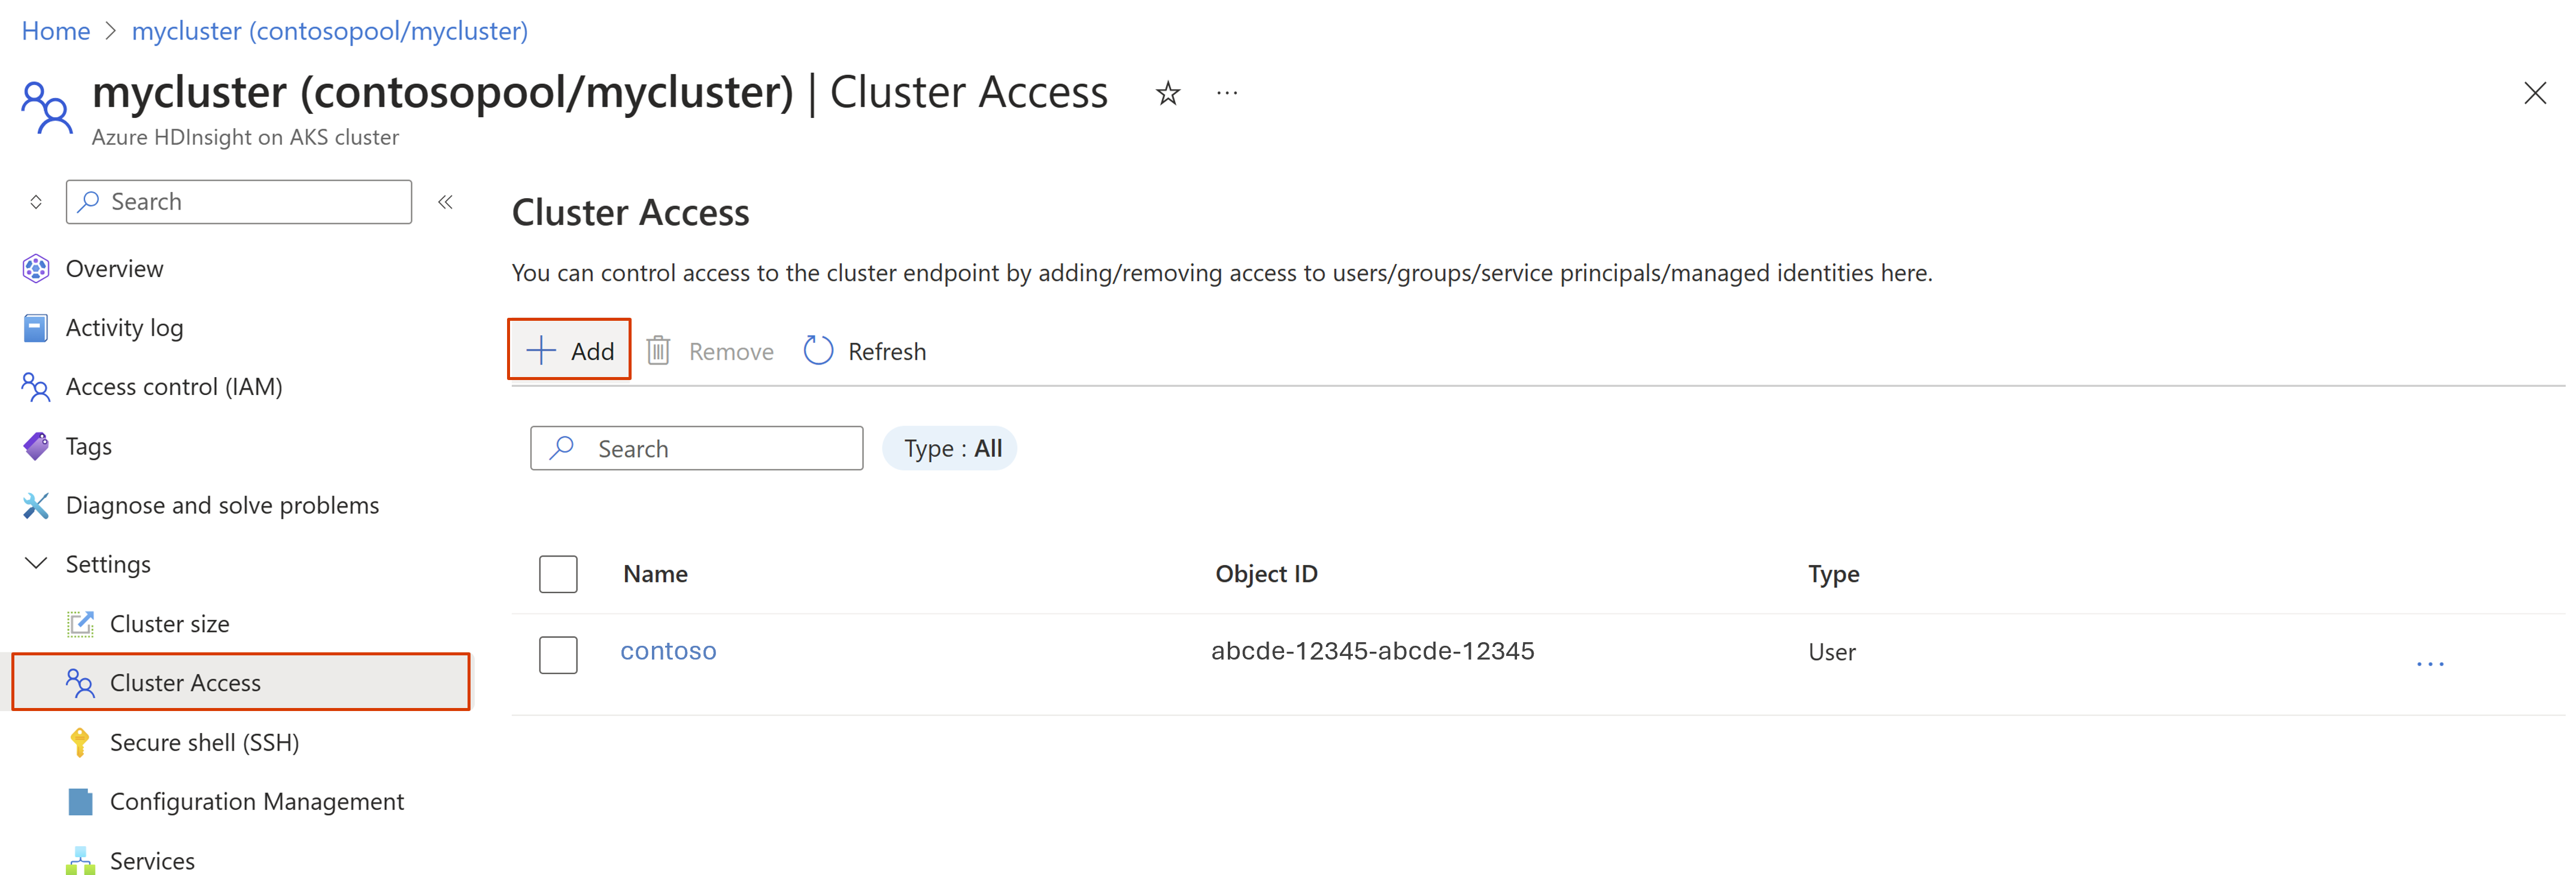 Home > mycluster (contosopool/mycluster)
mycluster (contosopool/mycluster) | Cluster Access
Azure HDInsight on AKS cluster
Search
Overview
Activity log
Access control (IAM)
Tags
Diagnose and solve problems
Settings
Cluster size
Cluster Access
Secure shell (SSH)
Configuration Management
Services
Cluster Access
You can control access to the cluster endpoint by adding/removing access to users/groups/service principals/managed identities here.
Add Remove Refresh
Search Type : All
Name Object ID Type
contoso abcde-12345-abcde-12345 User